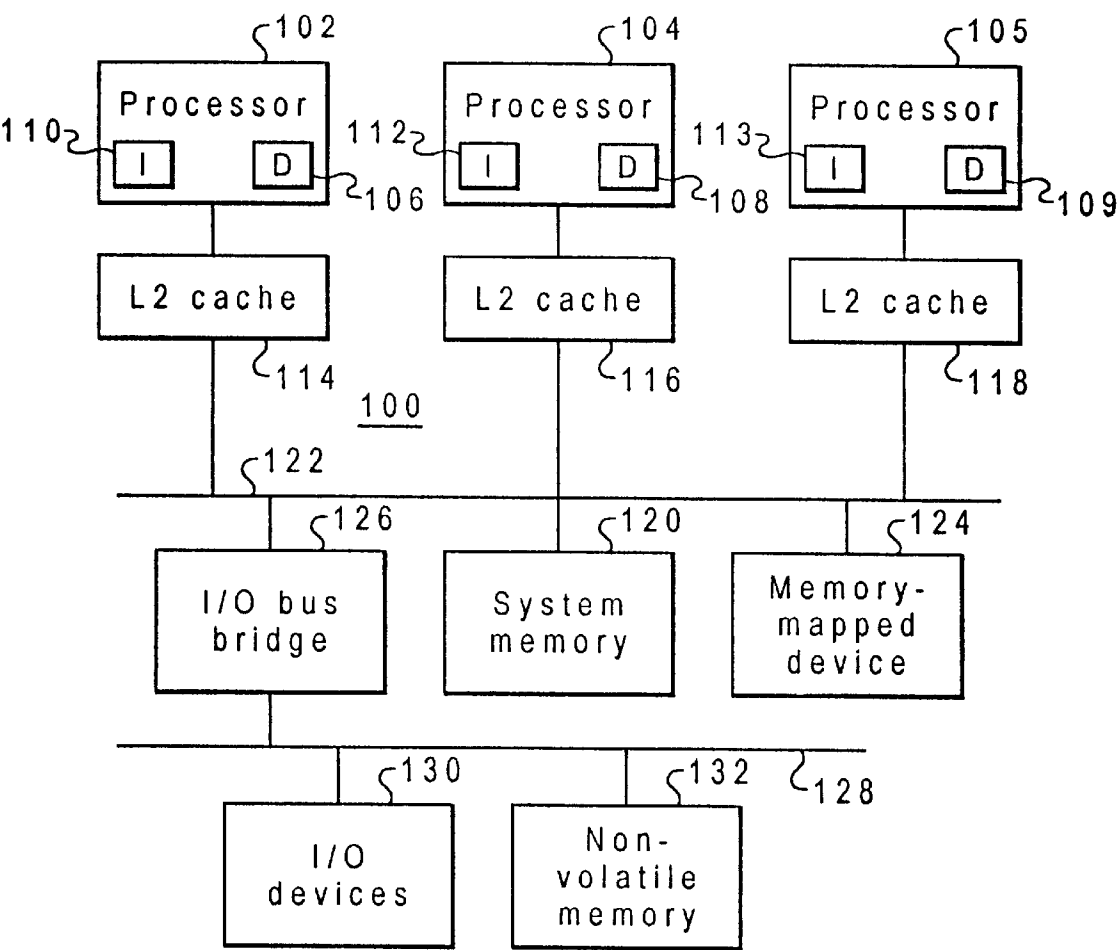 102
104
105
Processor
Processor
Processor
110
I
D
106
112
I
D
108
113
I
D
109
L2 cache
L2 cache
L2 cache
114
116
118
100
122
126
120
124
I/O bus
bridge
System
memory
Memory-
mapped
device
130
132
128
I/O
devices
Non-
volatile
memory